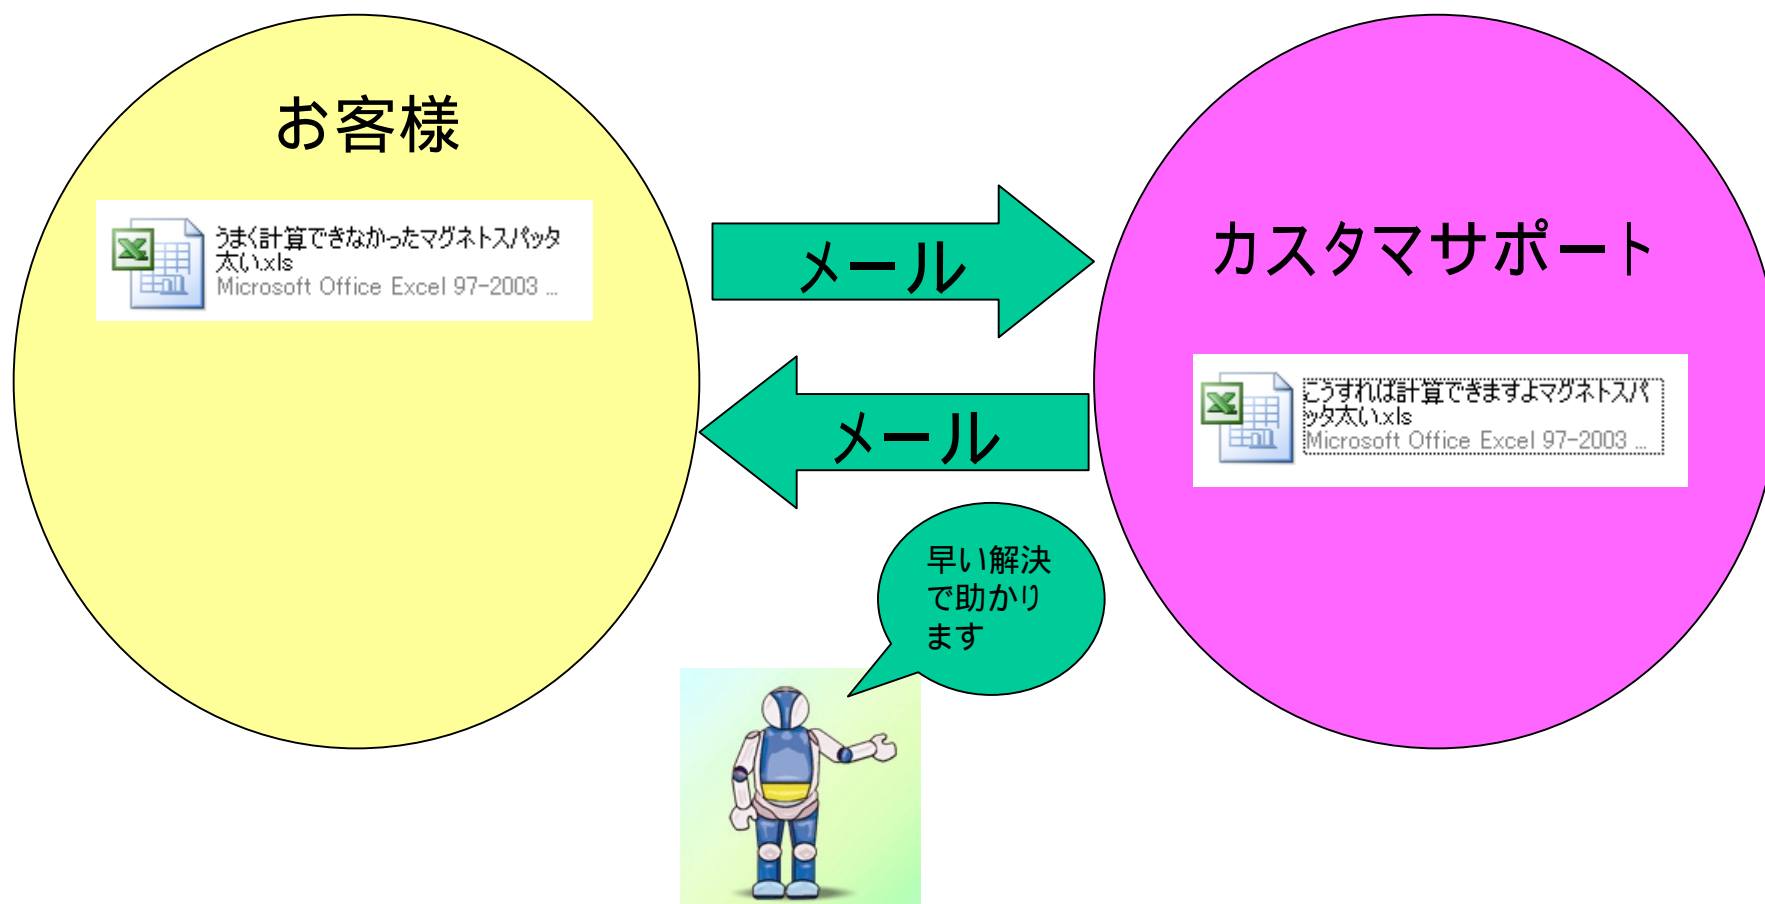 お客様
うまく計算できなかったマグネトスパッタ
太い.xls
Microsoft Office Excel 97-2003 ...
メール
カスタマサポート
メール
こうすれば計算できますよマグネトスパ
ッタ太い.xls
Microsoft Office Excel 97-2003 ...
早い解決
で助かり
ます